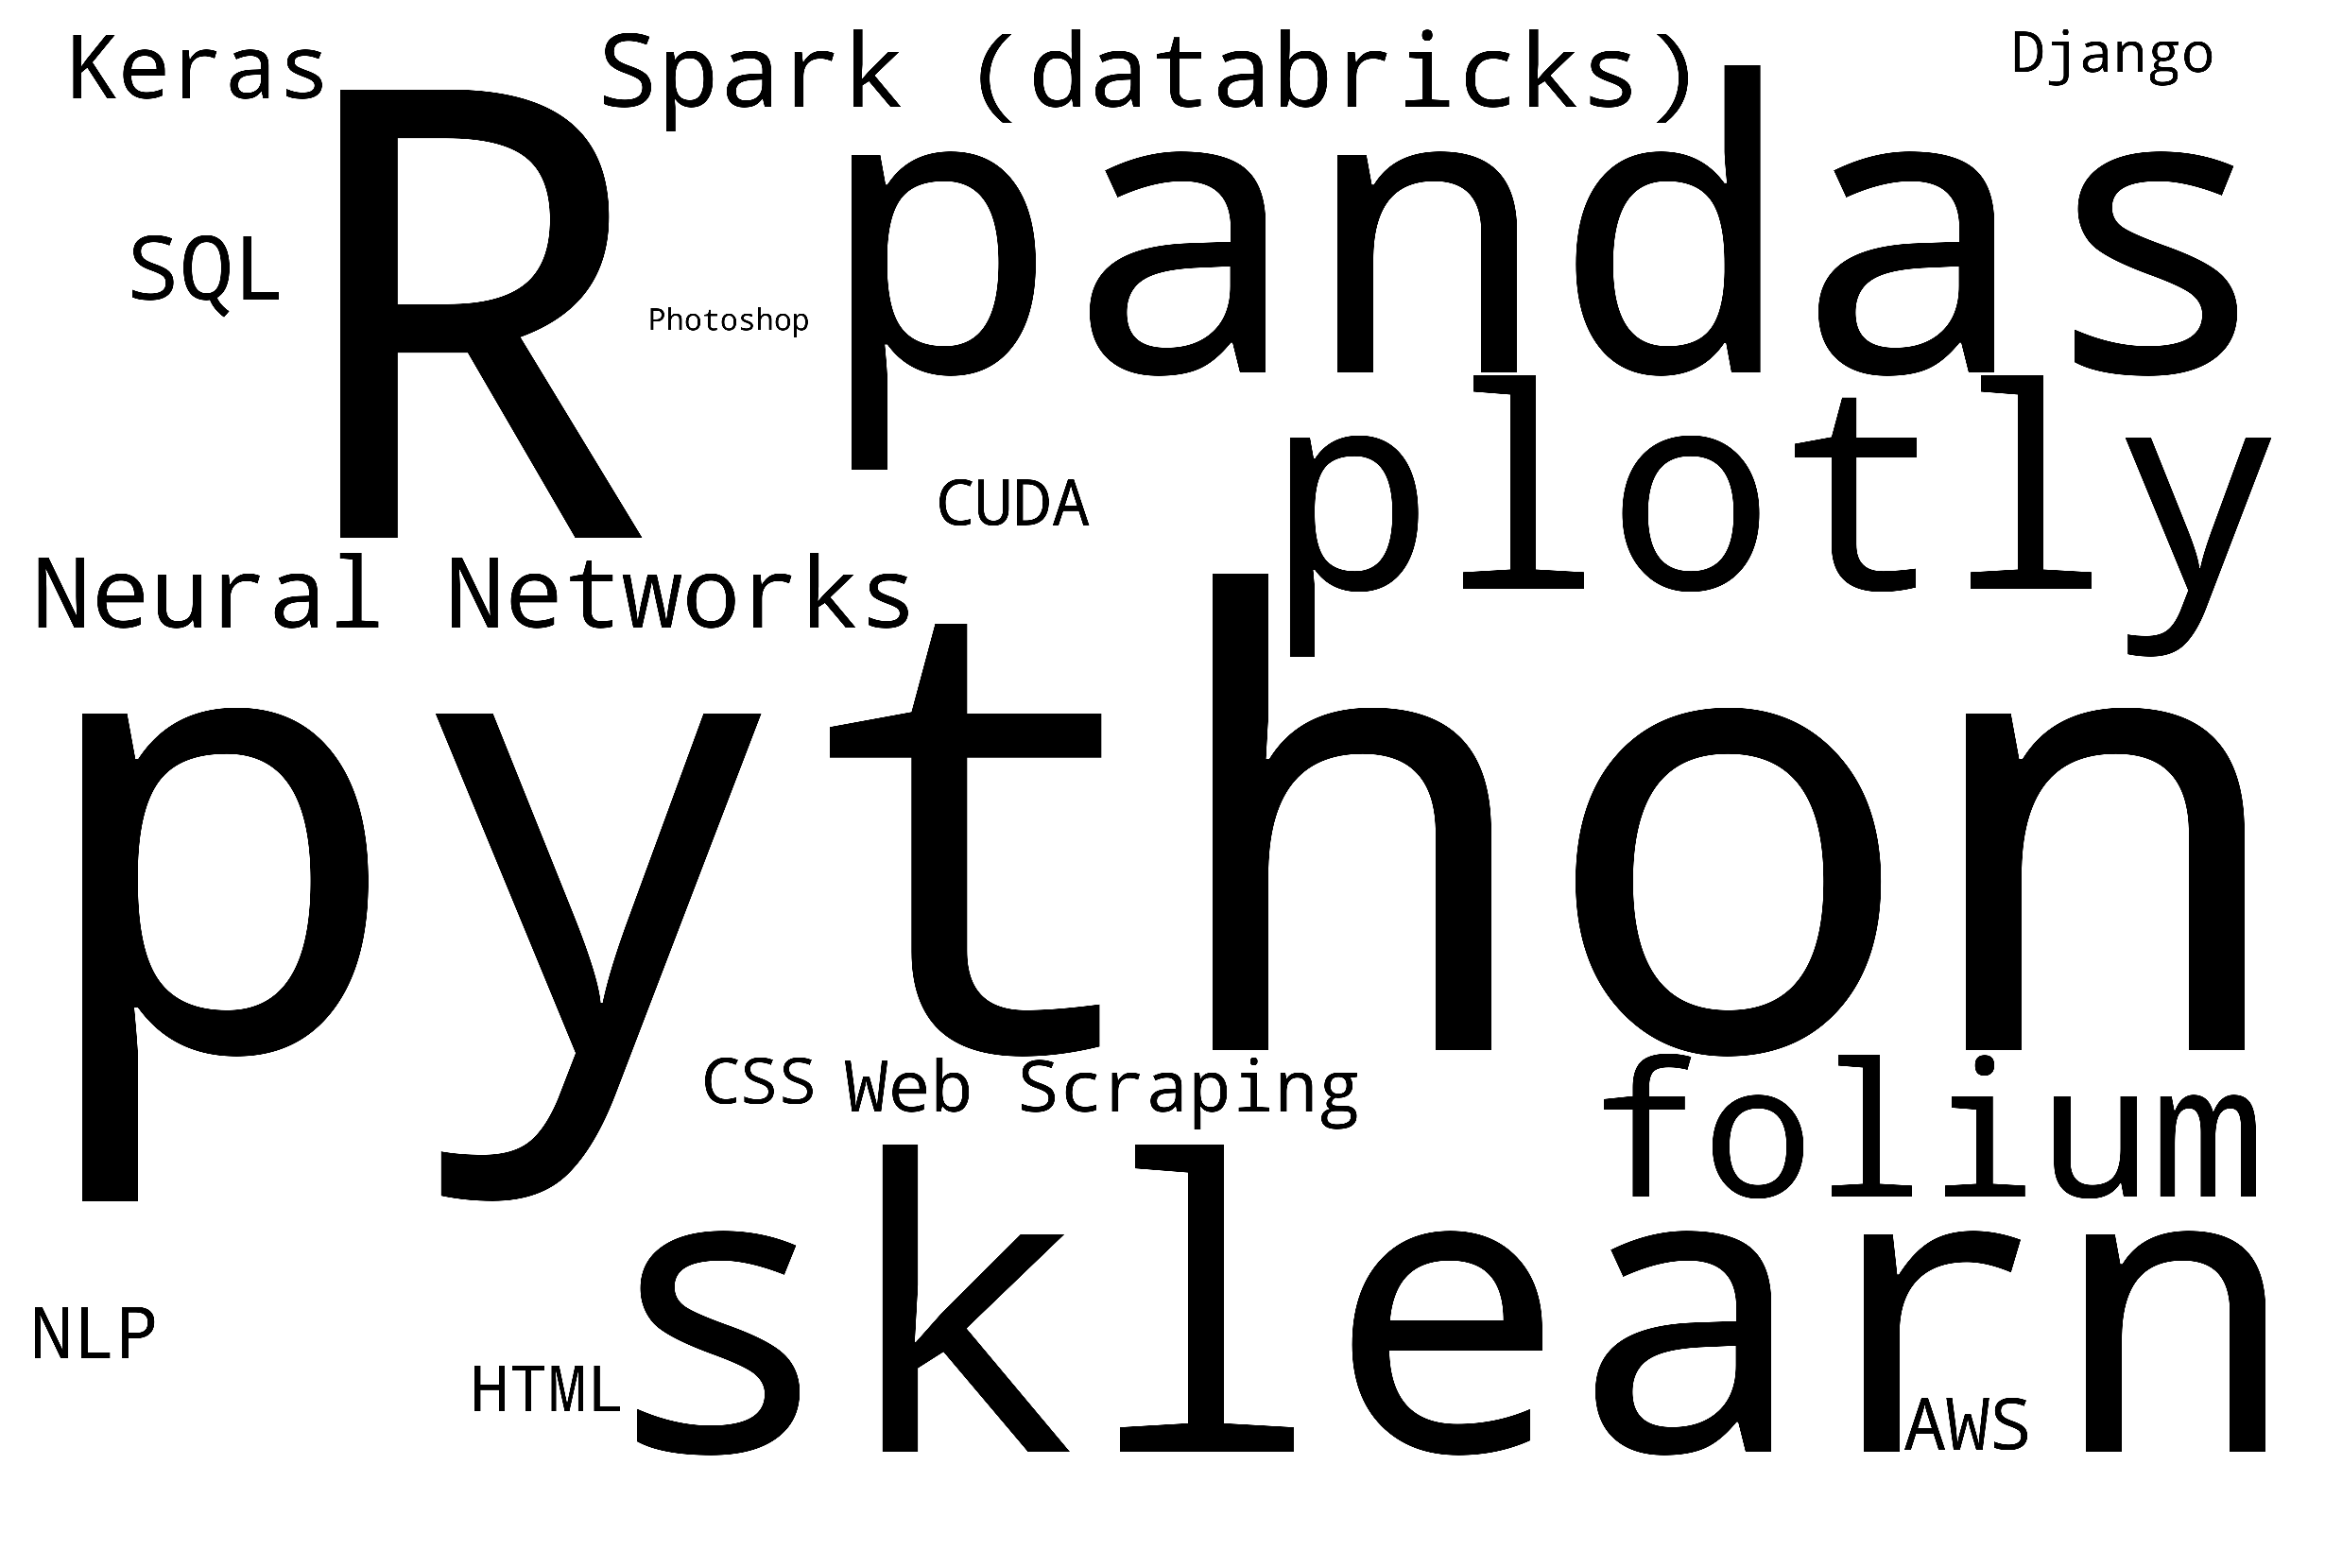 Keras
Spark (databricks)
Django
R
pandas
SQL
Photoshop
CUDA
plotly
Neural Networks
python
CSS
Web Scraping
folium
sklearn
NLP
HTML
AWS